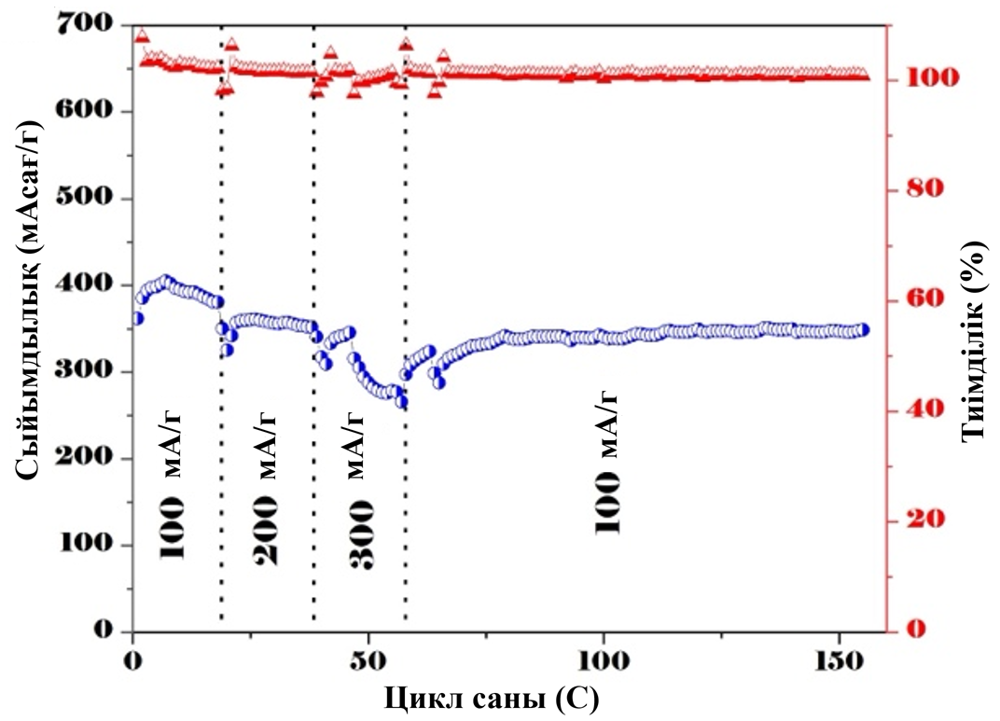 700
600
500
400
300
200
100
0
Сыйымдылық (мАсағ/г)
100 мА/г
200 мА/г
300 мА/г
100 мА/г
100
80
60
40
20
0
Тиімділік (%)
0
50
100
150
Цикл саны (С)